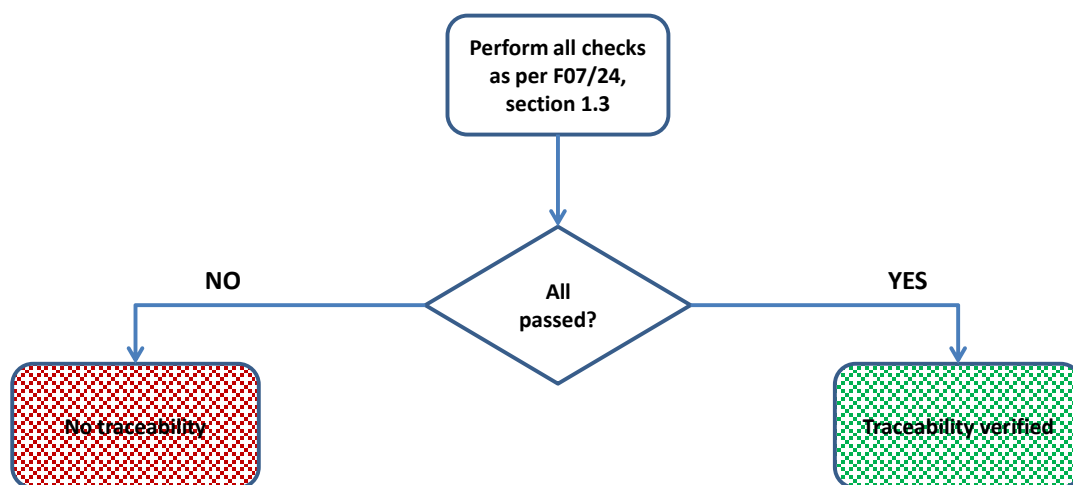 Perform all checks
as per F07/24,
section 1.3
NO
YES
All
passed?
No traceability
Traceability verified